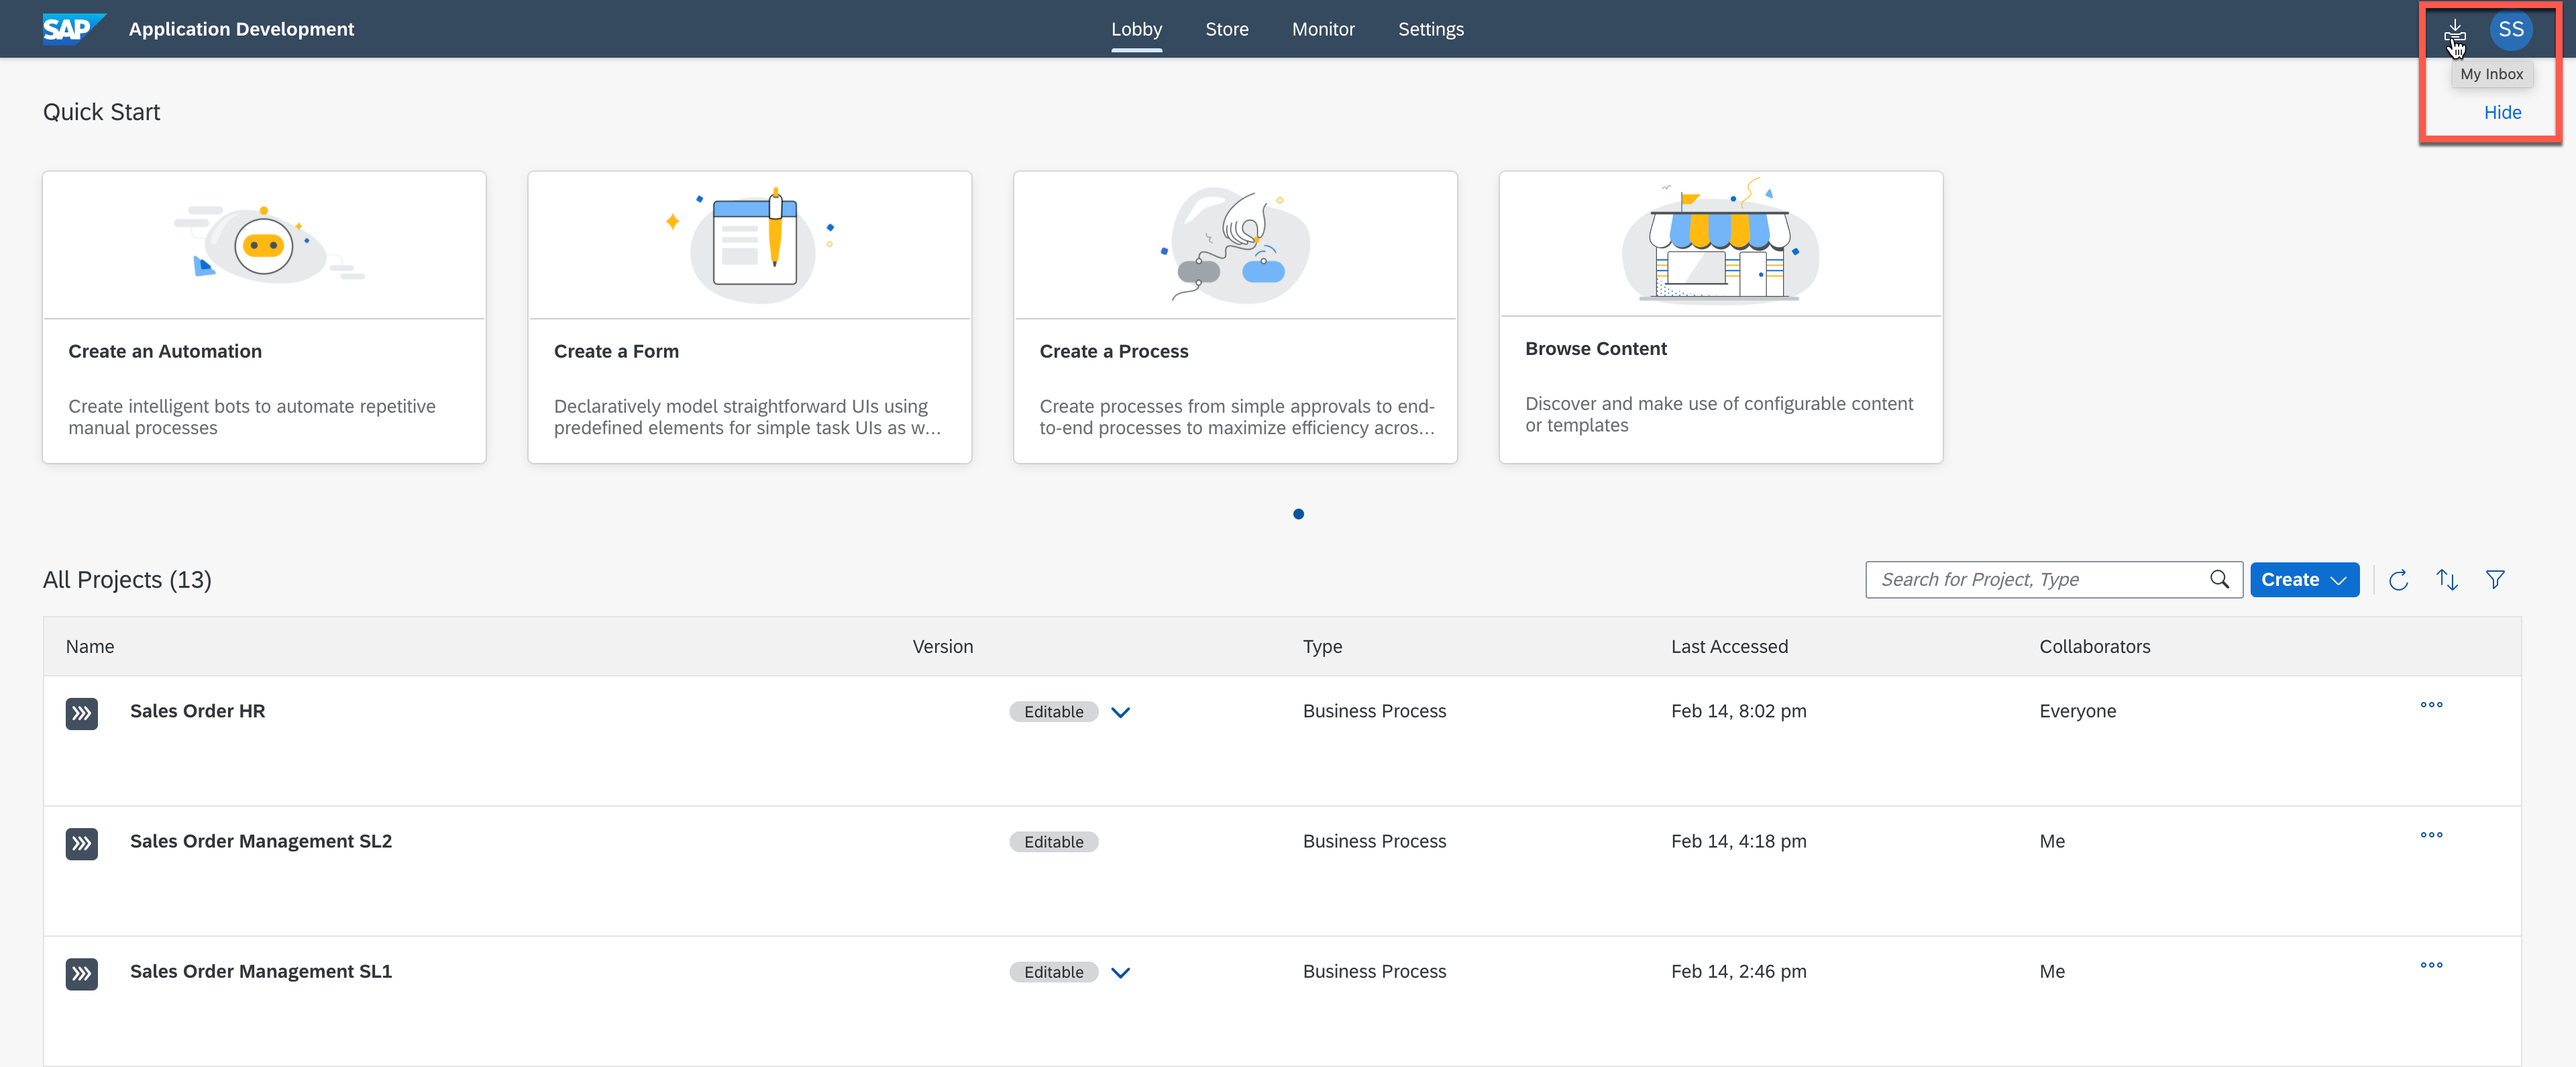 SAP Application Development Lobby Store Monitor Settings SS
My Inbox
Quick Start Hide
Create an Automation
Create intelligent bots to automate repetitive
manual processes
Create a Form
Declaratively model straightforward UIs using
predefined elements for simple task UIs as w...
Create a Process
Create processes from simple approvals to end-
to-end processes to maximize efficiency acros...
Browse Content
Discover and make use of configurable content
or templates
All Projects (13) Search for Project, Type Create
Name Version Type Last Accessed Collaborators
Sales Order HR Editable Business Process Feb 14, 8:02 pm Everyone
Sales Order Management SL2 Editable Business Process Feb 14, 4:18 pm Me
Sales Order Management SL1 Editable Business Process Feb 14, 2:46 pm Me